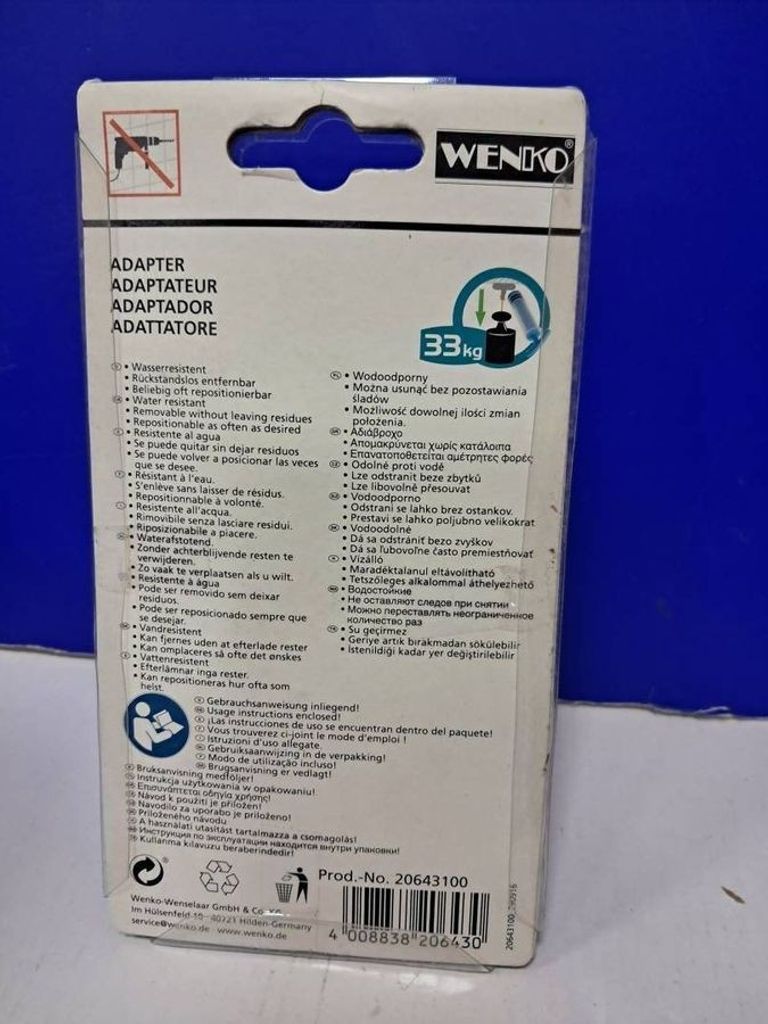 WENKO®
ADAPTER
ADAPTATEUR
ADAPTADOR
ADATTATORE
33kg
• Wasserresistent
• Rückstandslos entfernbar
• Beliebig oft repositionierbar
• Water resistant
• Removable without leaving residues
• Repositionable as often as desired
• Resistente al agua
• Se puede quitar sin dejar residuos
• Se puede volver a posicionar las veces
que se desee.
• Résistant à l'eau.
• S'enlève sans laisser de résidus.
• Repositionnable à volonté.
• Resistente all'acqua.
• Rimovibile senza lasciare residui.
• Riposizionabile a piacere.
• Waterafstotend.
• Zonder achterblijvende resten te
verwijderen.
• Zo vaak te verplaatsen als u wilt.
• Resistente à água
• Pode ser removido sem deixar
resíduos.
• Pode ser reposicionado sempre que
se desejar.
• Vandresistent
• Kan fjernes uden at efterlade rester
• Kan omplaceres så ofte det ønskes
• Vattenresistent
• Efterlämnar inga rester.
• Kan repositioneras hur ofta som
helst.
• Wodoodporny
• Można usunąć bez pozostawiania
śladów
• Możliwość dowolnej ilości zmian
położenia.
• Αδιάβροχο
• Απομακρύνεται χωρίς κατάλοιπα
• Επανατοποθετείται αμέτρητες φορές
• Odolné proti vodě
• Lze odstranit beze zbytků
• Lze libovolně přesouvat
• Vodoodporno
• Odstrani se lahko brez ostankov.
• Prestavi se lahko poljubno velikokrat
• Vodoodolné
• Dá sa odstrániť bezo zvyškov
• Dá sa ľubovoľne často premiestňovať
• Vízálló
• Maradéktalanul eltávolítható
• Tetszőleges alkalommal áthelyezhető
• Водостойкие
• Не оставляют следов при снятии
• Можно переставлять неограниченное
количество раз
• Su geçirmez
• Geriye artık bırakmadan sökülebilir
• İstenildiği kadar yer değiştirilebilir
Gebrauchsanweisung inliegend!
Usage instructions enclosed!
¡Las instrucciones de uso se encuentran dentro del paquete!
Vous trouverez ci-joint le mode d'emploi !
Istruzioni d'uso allegate.
Gebruiksaanwijzing in de verpakking!
Modo de utilização incluso!
Brugsanvisning er vedlagt!
Bruksanvisning medföljer!
Instrukcja użytkowania w opakowaniu!
Επισυνάπτεται οδηγία χρήσης!
Návod k použití je přiložen!
Navodilo za uporabo je priloženo!
Priloženého návodu
A használati utasítást tartalmazza a csomagolás!
Инструкция по эксплуатации находится внутри упаковки!
Kullanma kılavuzu beraberindedir!
Prod.-No. 20643100
Wenko-Wenselaar GmbH & Co. KG
Im Hülsenfeld 10 · 40721 Hilden-Germany
service@wenko.de www.wenko.de
4 008838 206430
20643100